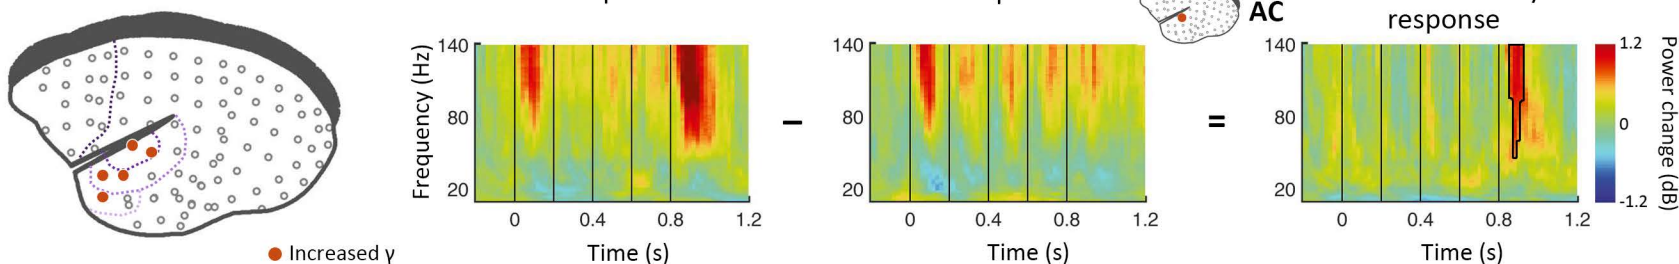 AC
response
Frequency (Hz)
140
80
20
0 0.4 0.8 1.2
Time (s)
−
140
80
20
0 0.4 0.8 1.2
Time (s)
=
140
80
20
0 0.4 0.8 1.2
Time (s)
1.2
0
-1.2
Power change (dB)
Increased γ